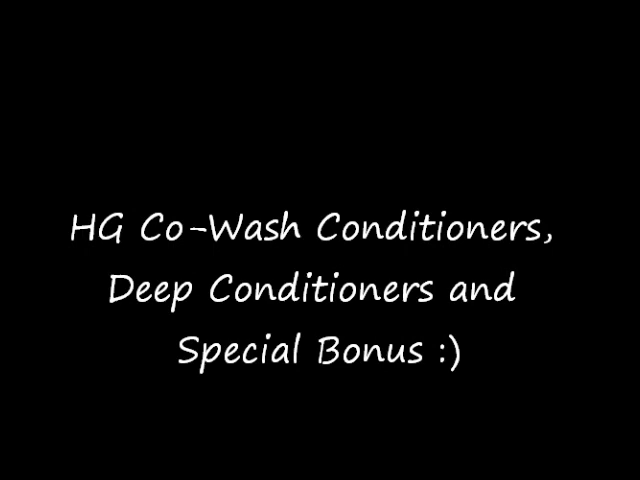 HG Co-Wash Conditioners,
Deep Conditioners and
Special Bonus :)